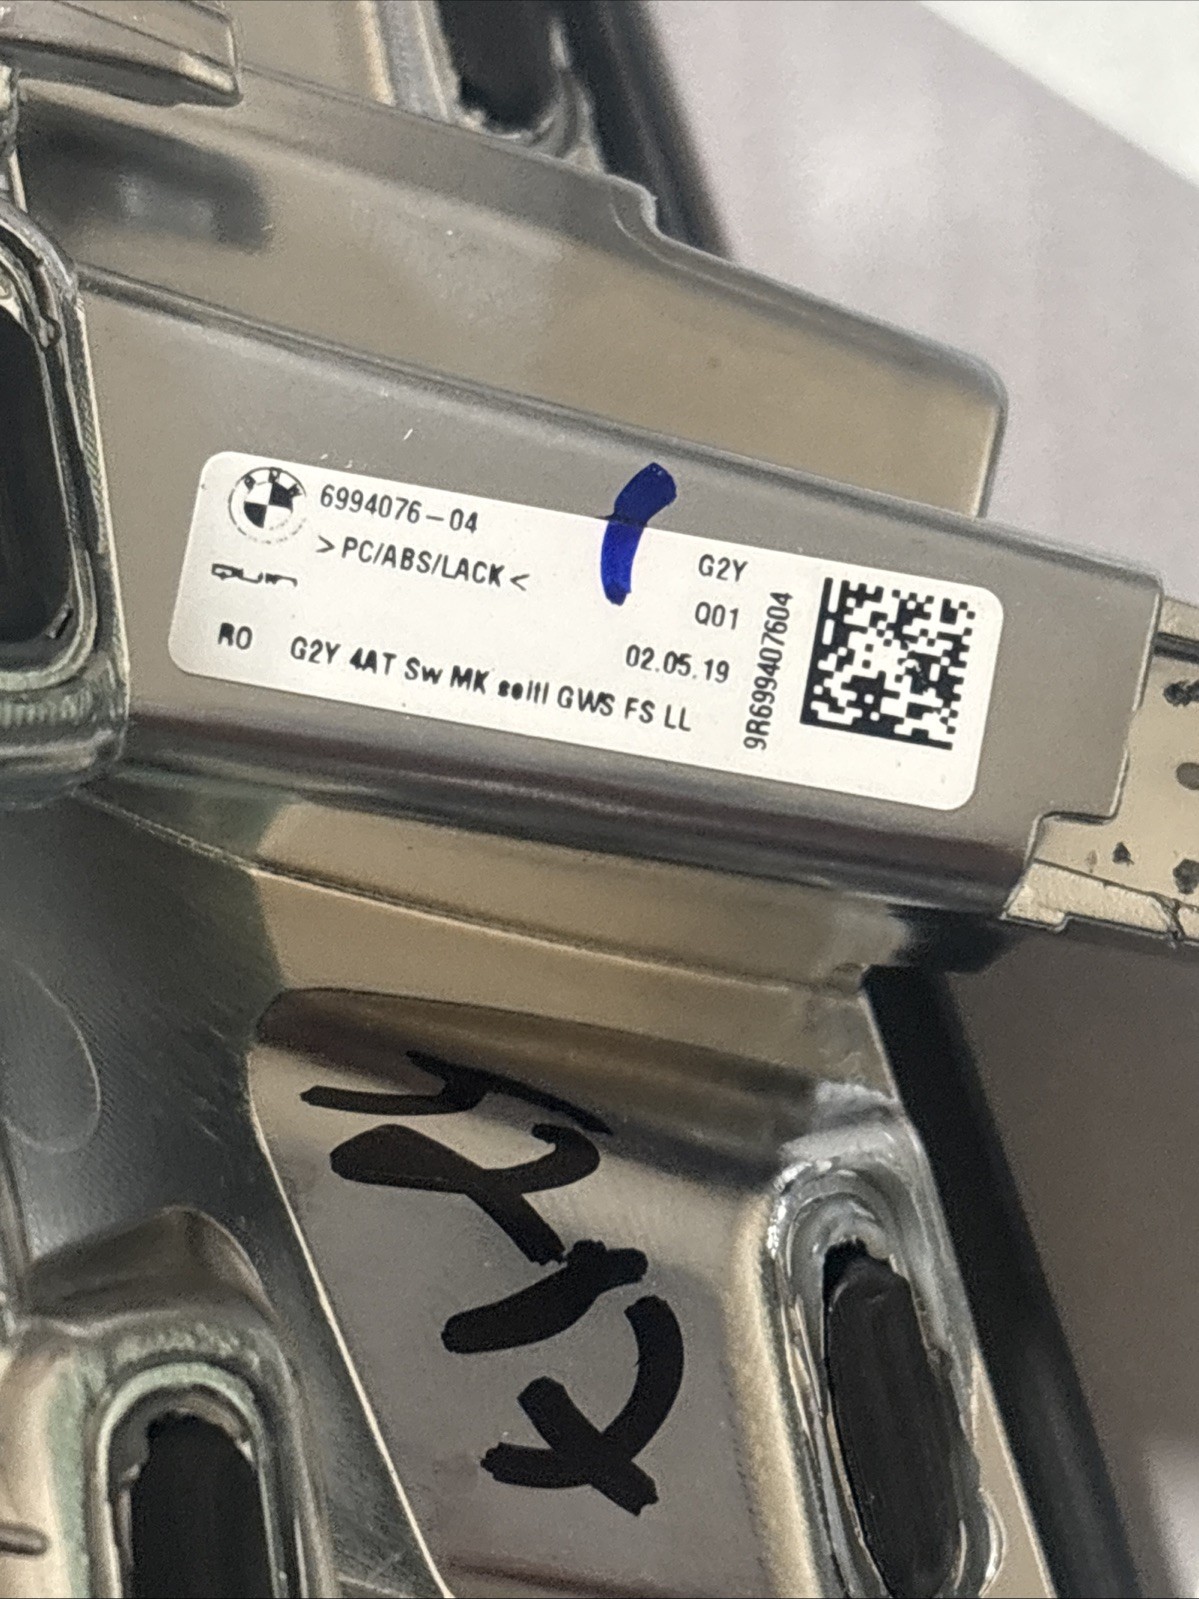 6994076-04
>PC/ABS/LACK<
G2Y
Q01
02.05.19
RO G2Y 4AT Sw MK seitl GWS FS LL
9R699407604